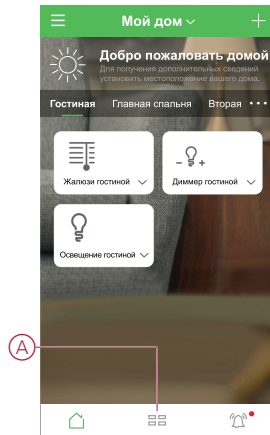 Мой дом
Добро пожаловать домой
Для получения дополнительных сведений
установить местоположение вашего дома.
Гостиная Главная спальня Вторая
Жалюзи гостиной
Диммер гостиной
Освещение гостиной
A